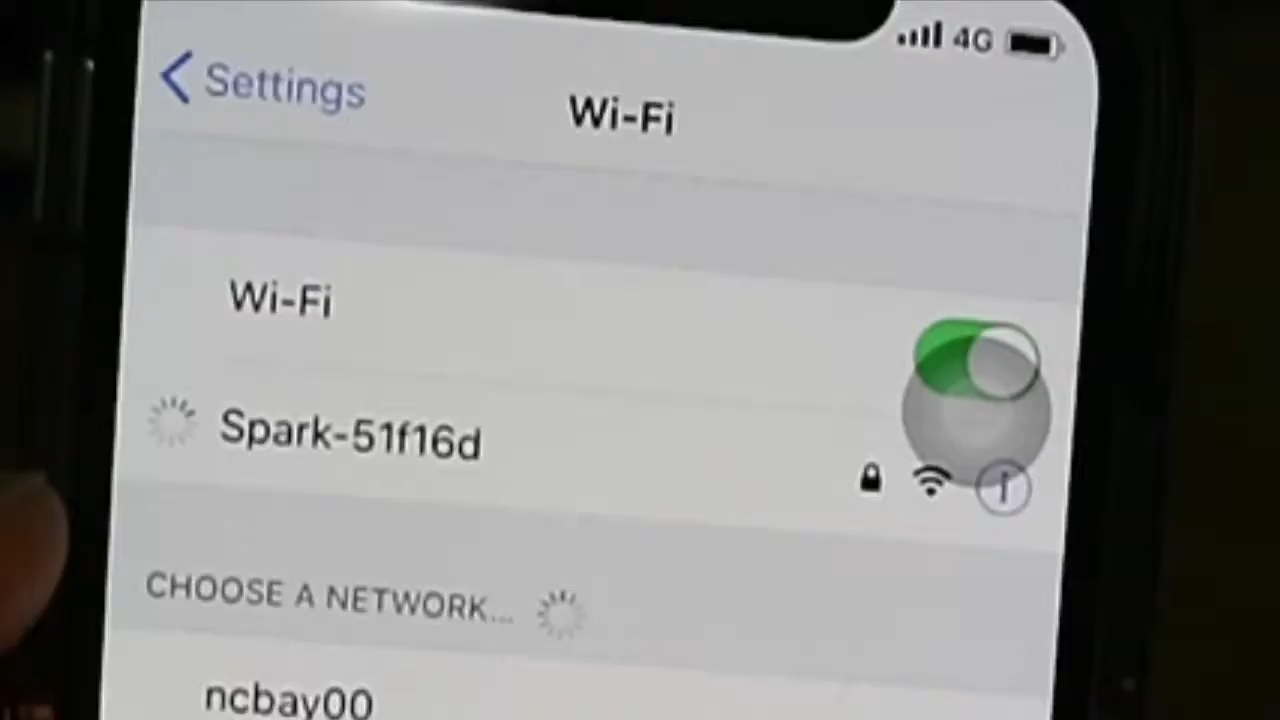 4G
Settings
Wi-Fi
Wi-Fi
Spark-51f16d
CHOOSE A NETWORK...
ncbay00